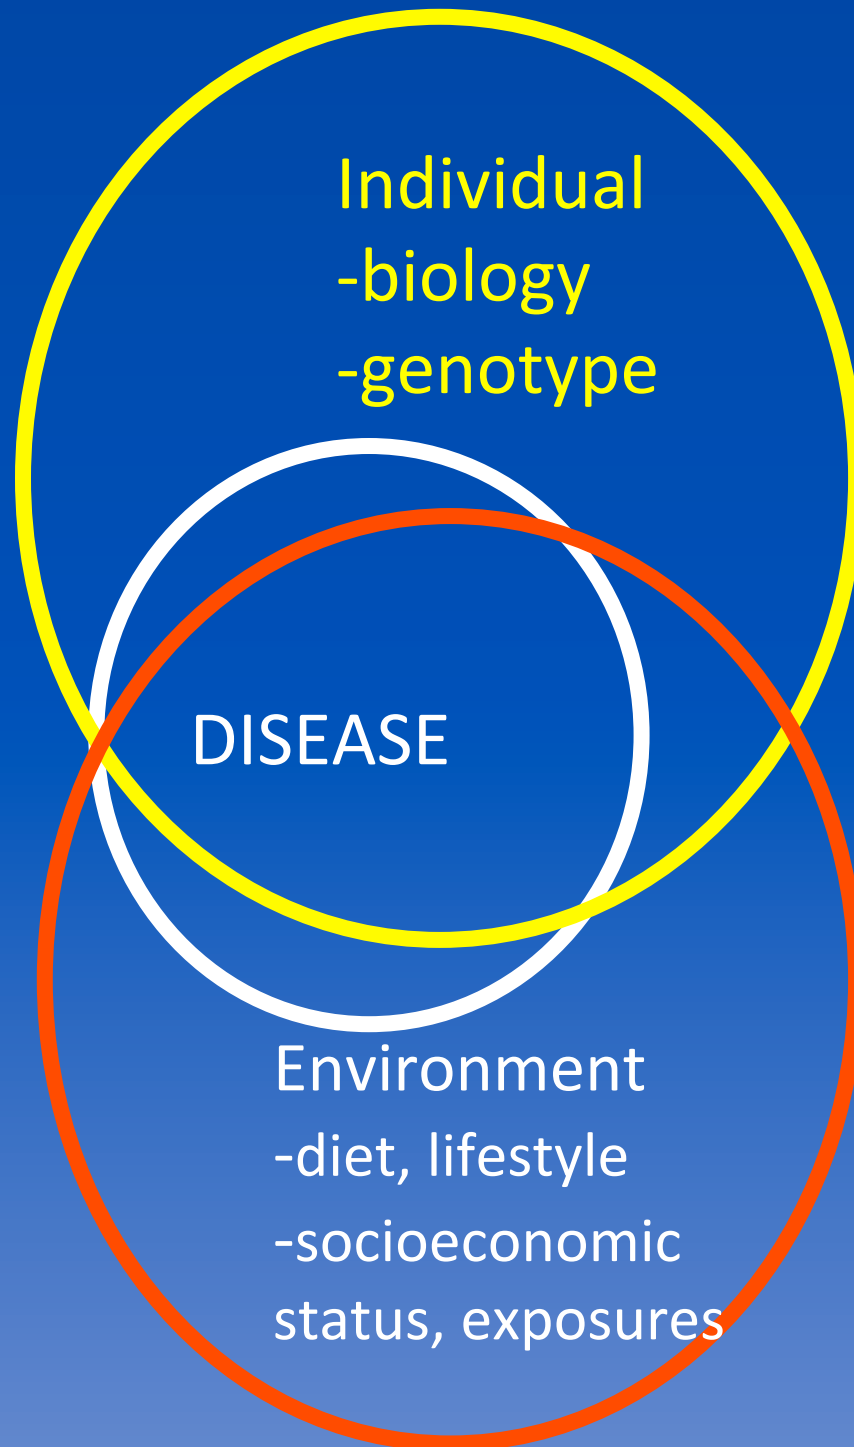 Individual
-biology
-genotype
DISEASE
Environment
-diet, lifestyle
-socioeconomic
status, exposures